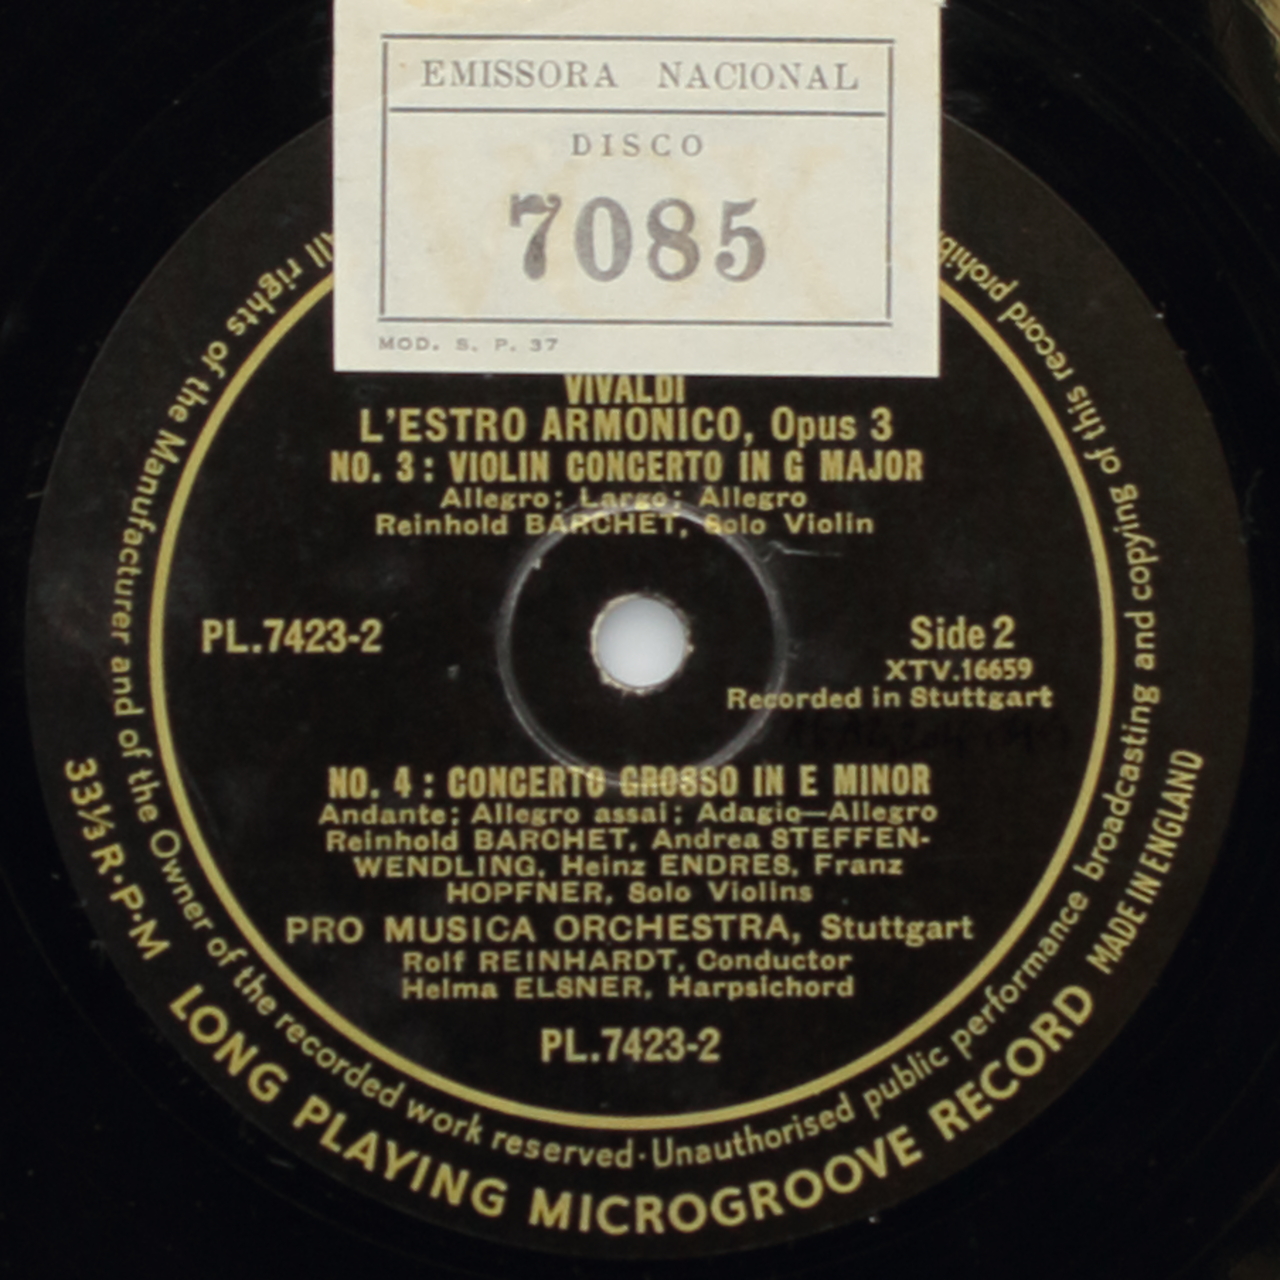 EMISSORA NACIONAL
DISCO
7085
MOD. S. P. 37
VIVALDI
L'ESTRO ARMONICO, Opus 3
NO. 3 : VIOLIN CONCERTO IN G MAJOR
Allegro; Largo; Allegro
Reinhold BARCHET, Solo Violin
PL.7423-2
Side 2
XTV.16659
Recorded in Stuttgart
NO. 4 : CONCERTO GROSSO IN E MINOR
Andante; Allegro assai; Adagio—Allegro
Reinhold BARCHET, Andrea STEFFEN-
WENDLING, Heinz ENDRES, Franz
HOPFNER, Solo Violins
PRO MUSICA ORCHESTRA, Stuttgart
Rolf REINHARDT, Conductor
Helma ELSNER, Harpsichord
PL.7423-2
All rights of the Manufacturer and of the Owner of the recorded work reserved · Unauthorised public performance broadcasting and copying of this record
33⅓ R·P·M
LONG PLAYING MICROGROOVE RECORD
MADE IN ENGLAND